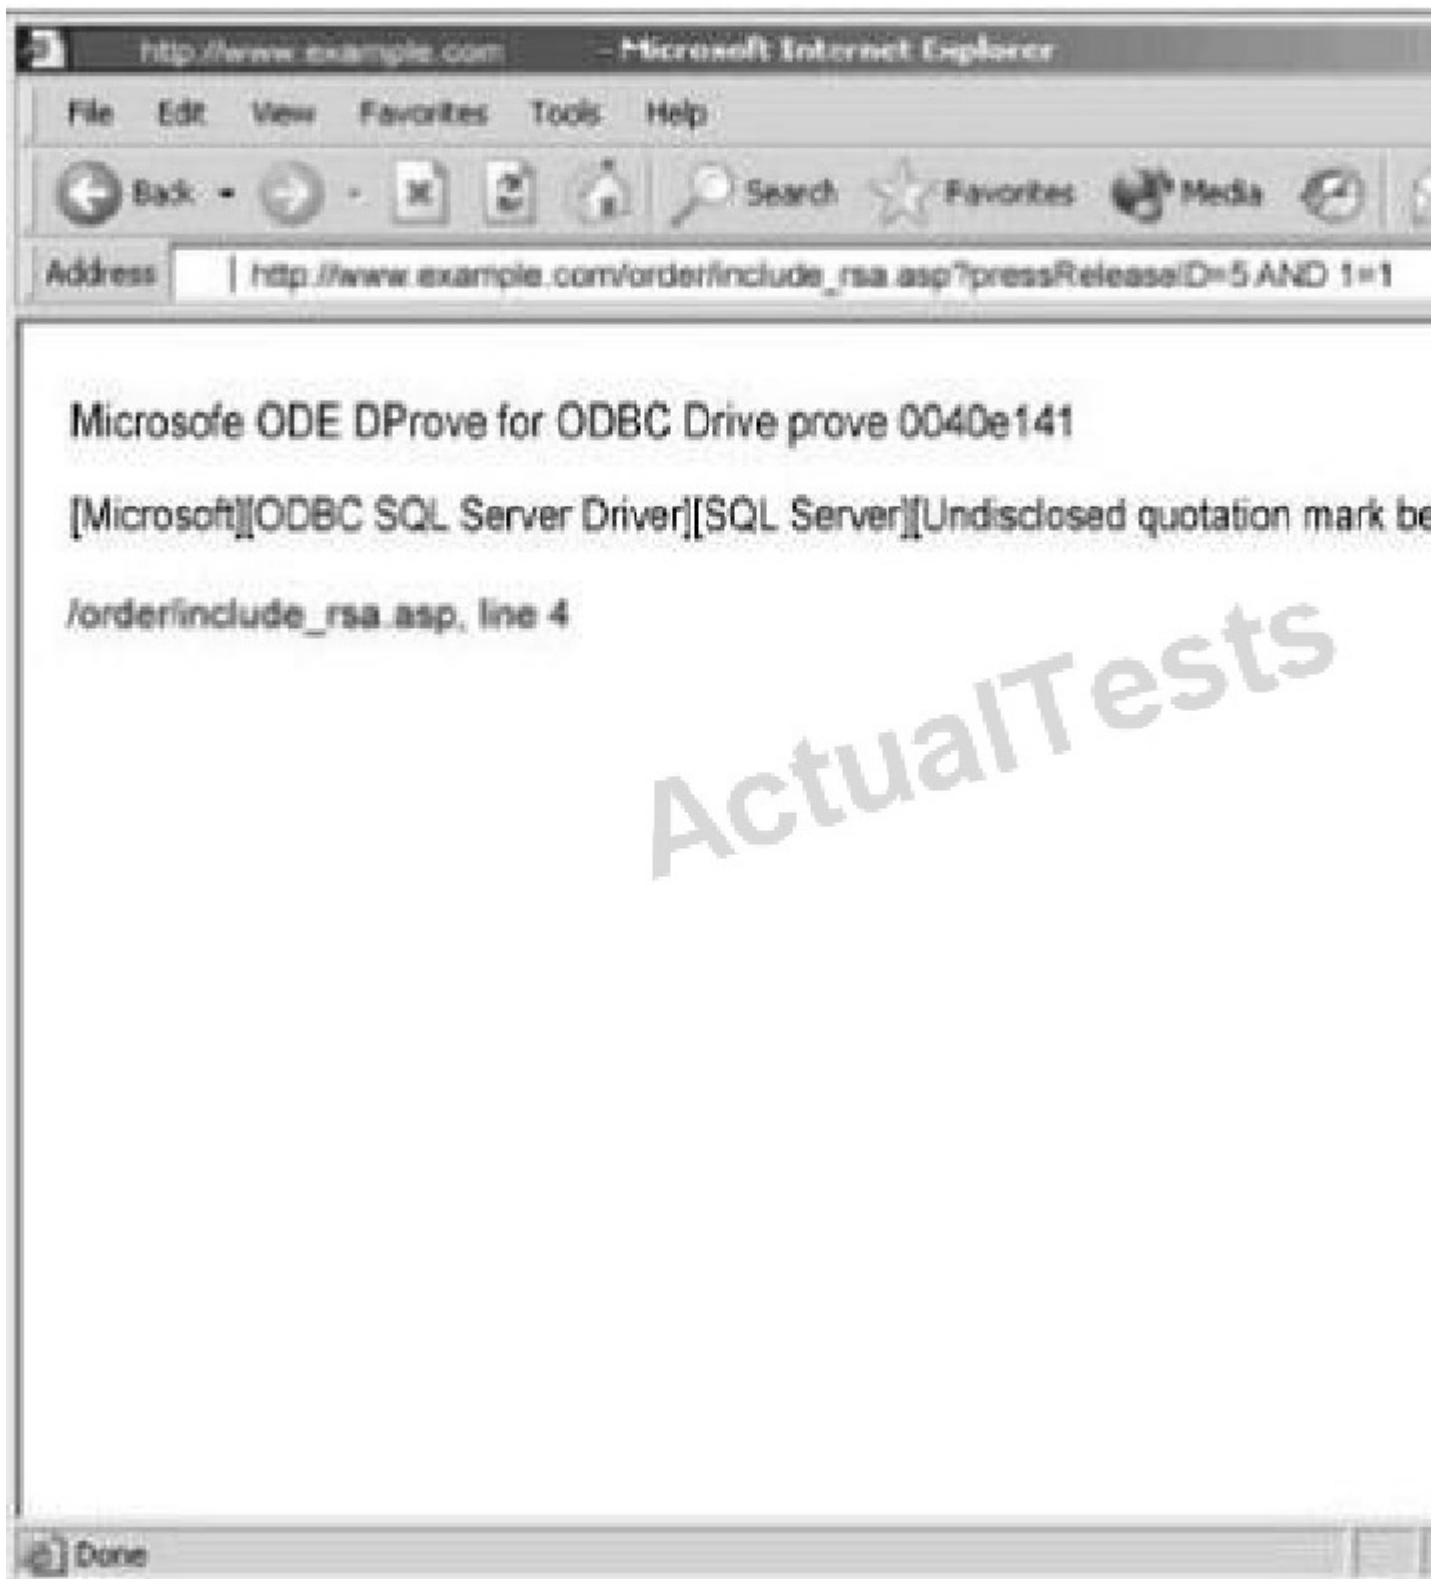 http://www.example.com - Microsoft Internet Explorer
File Edit View Favorites Tools Help
Back Search Favorites Media
Address http://www.example.com/order/include_rsa.asp?pressReleaseID=5 AND 1=1
Microsofe ODE DProve for ODBC Drive prove 0040e141
[Microsoft][ODBC SQL Server Driver][SQL Server][Undisclosed quotation mark be
/order/include_rsa.asp, line 4
ActualTests
Done